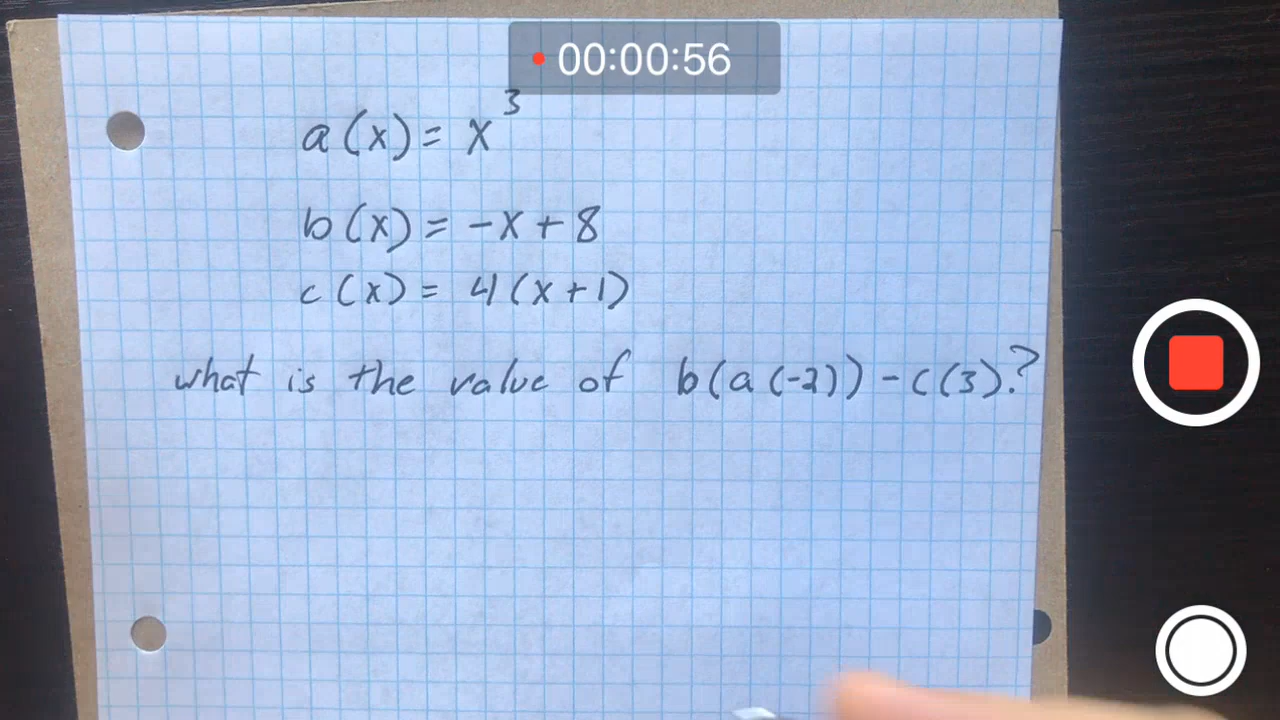 00:00:56
a(x) = x³
b(x) = -x + 8
c(x) = 4(x+1)
what is the value of b(a(-2)) - c(3).?